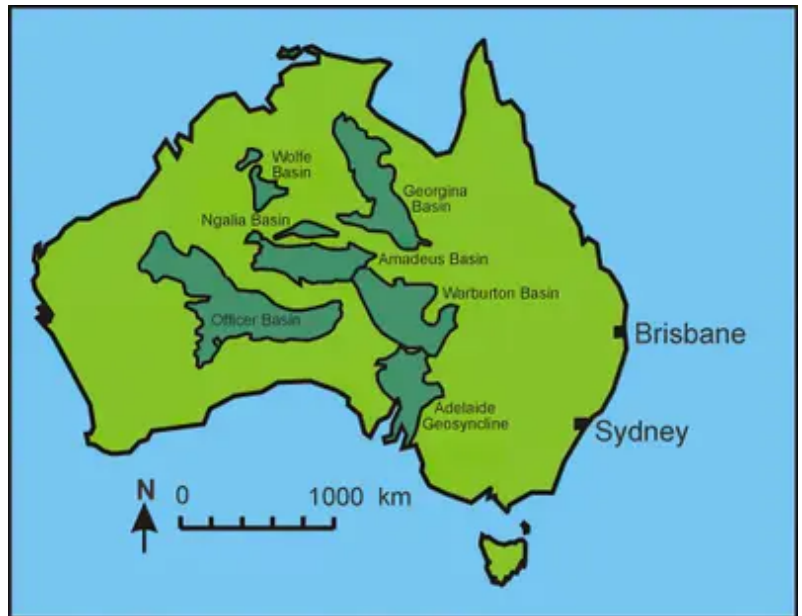 Wolfe
Basin
Georgina
Basin
Ngalia Basin
Amadeus Basin
Warburton Basin
Officer Basin
Brisbane
Adelaide
Geosyncline
Sydney
N 0 1000 km